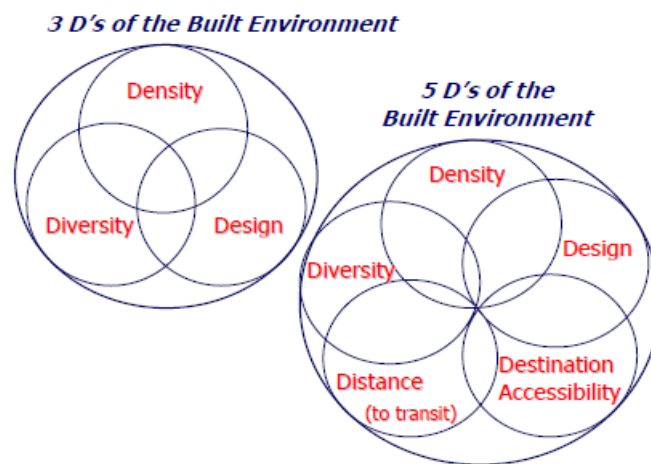 3 D's of the Built Environment
Density
Diversity
Design
5 D's of the
Built Environment
Density
Design
Diversity
Destination
Accessibility
Distance
(to transit)